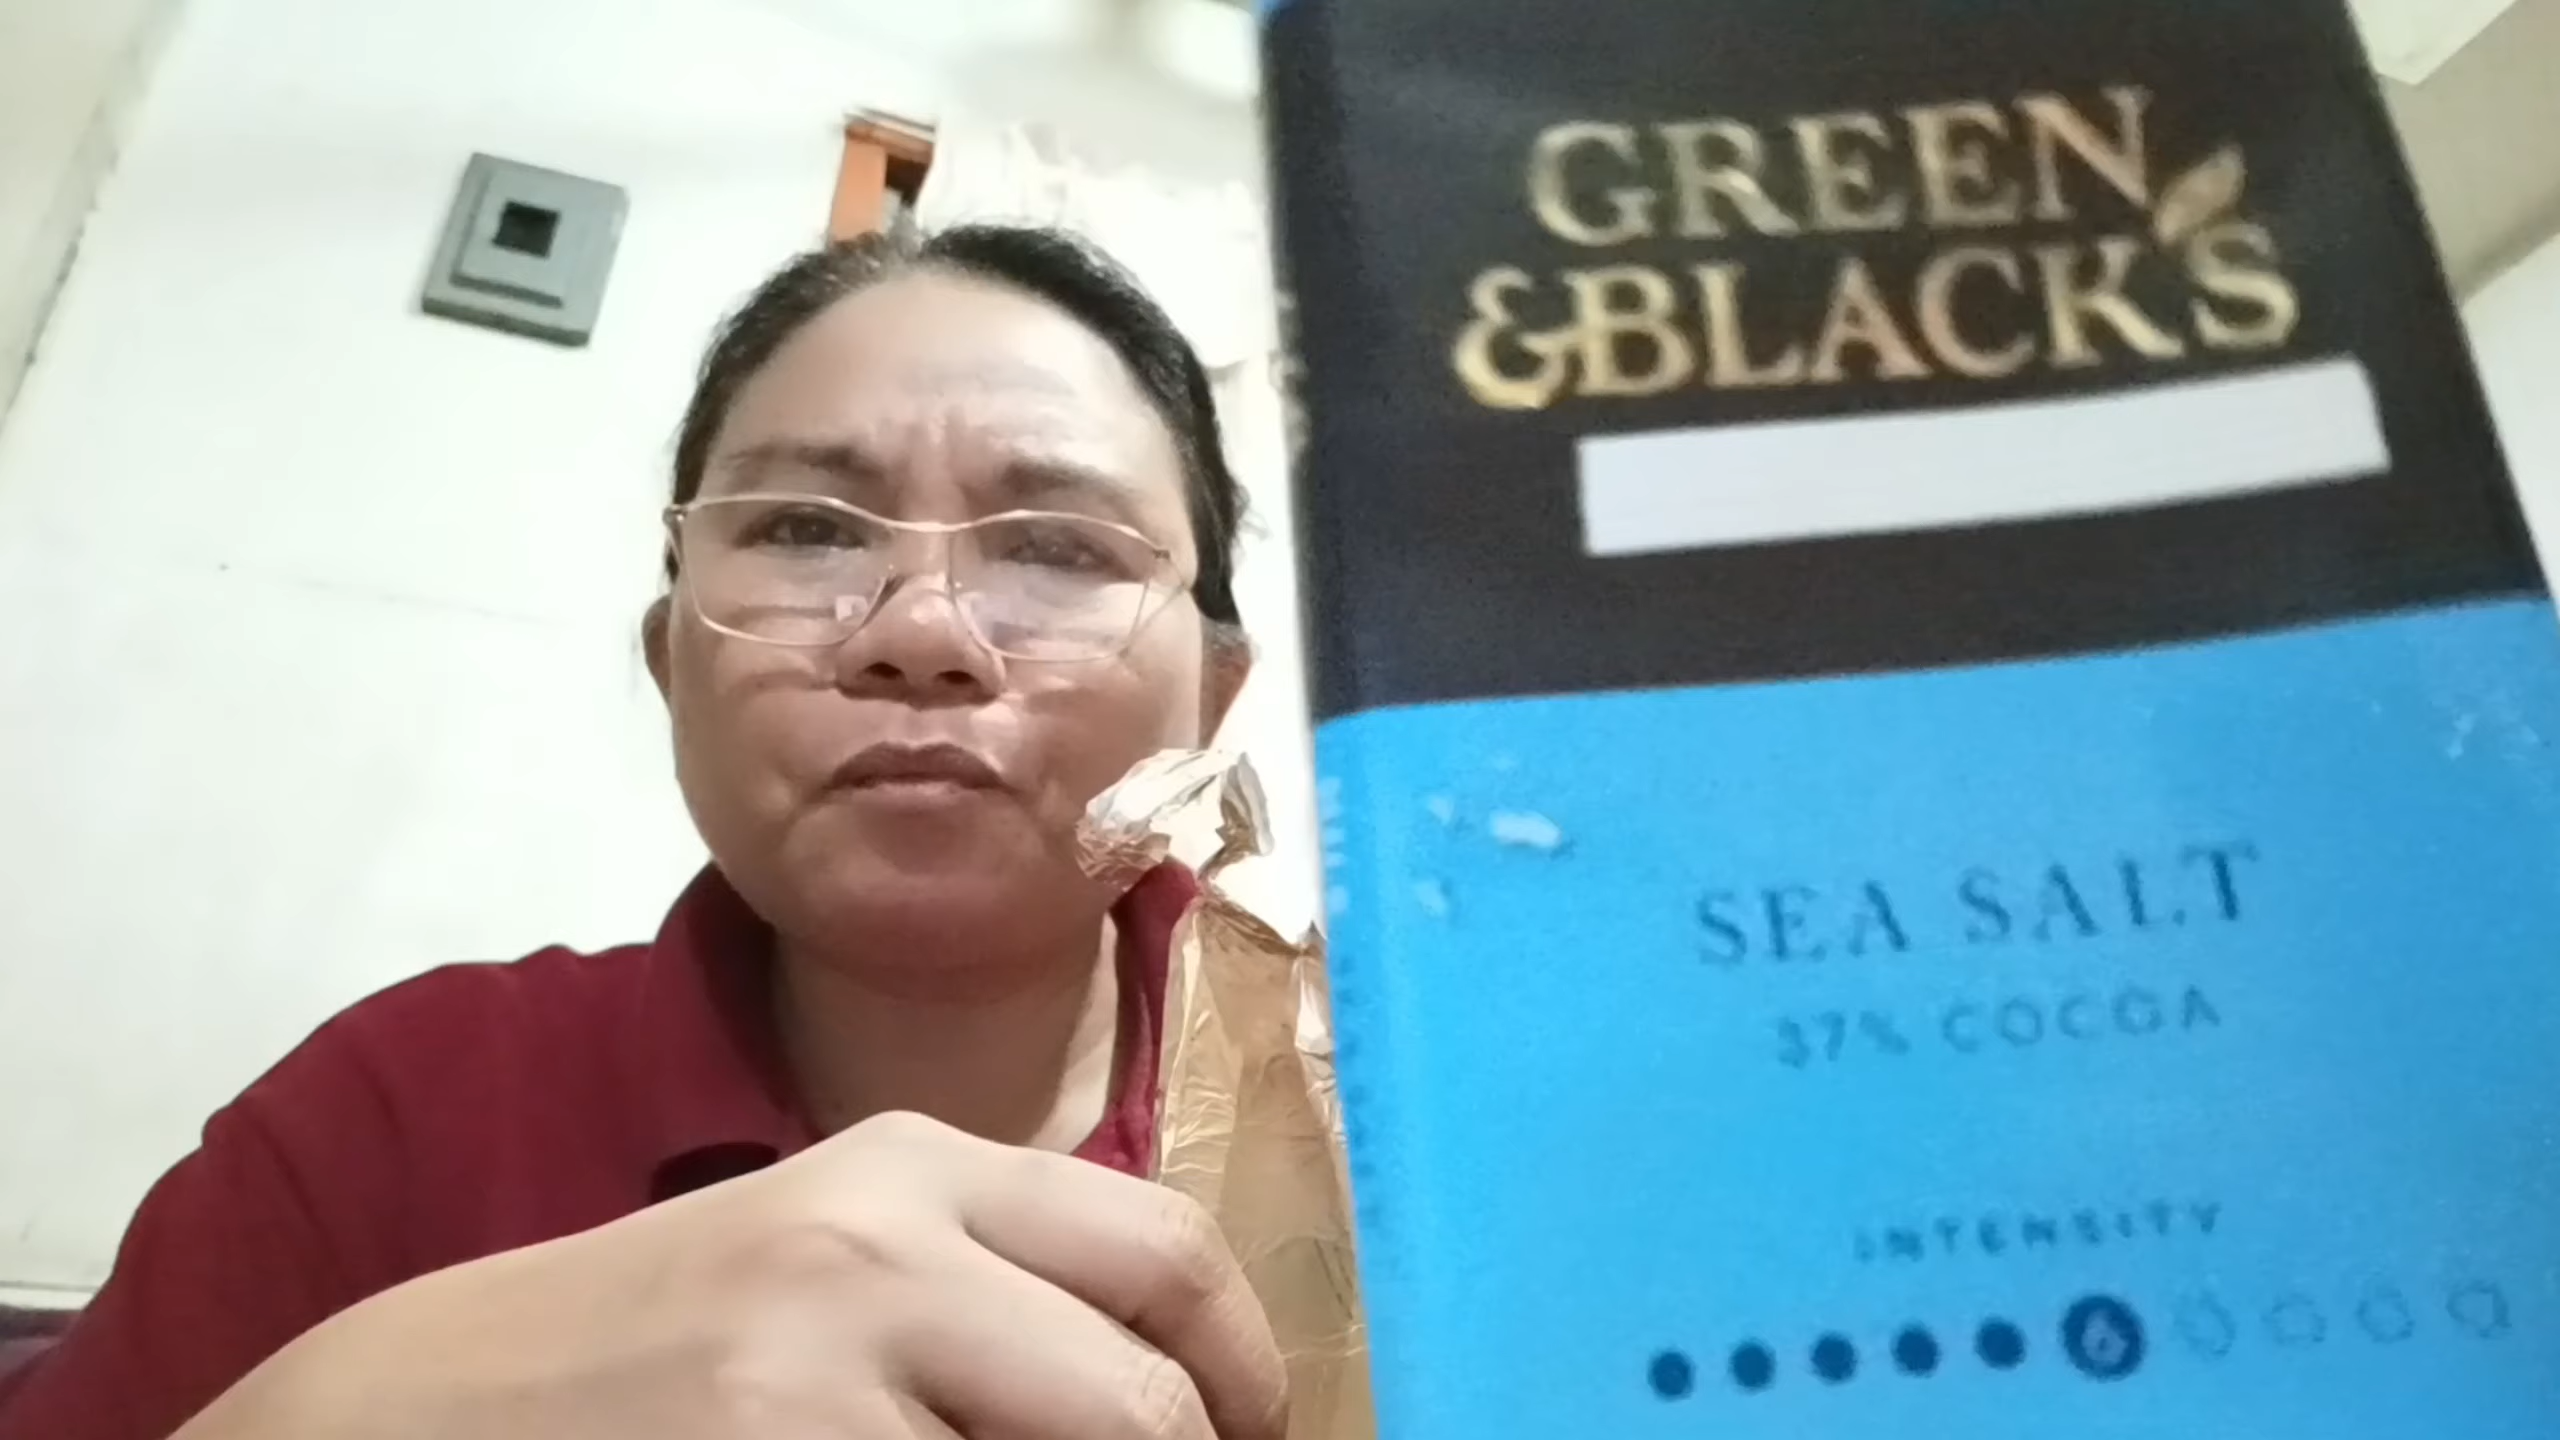 GREEN
&BLACK'S
SEA SALT
37% COCOA
INTENSITY
6